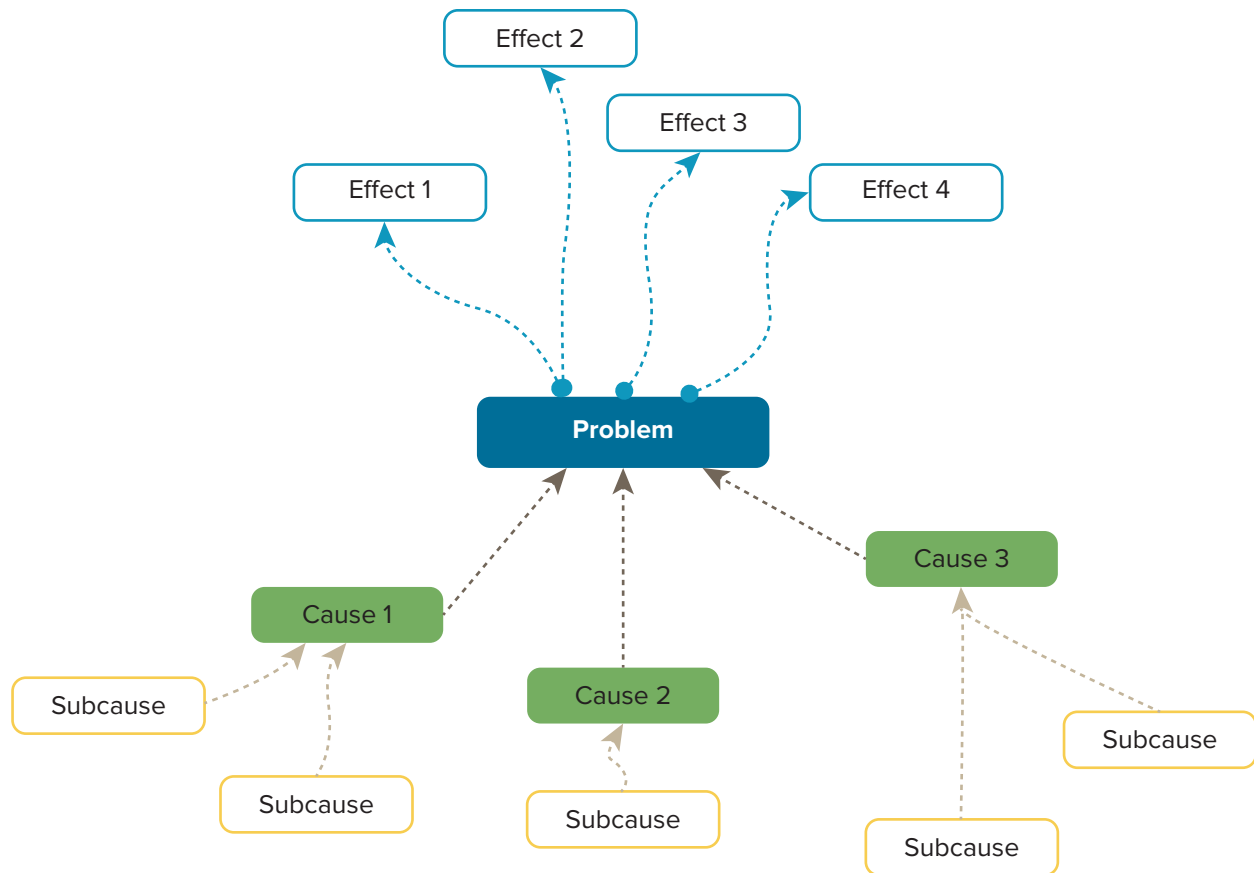 Effect 2
Effect 3
Effect 1
Effect 4
Problem
Cause 3
Cause 1
Subcause
Cause 2
Subcause
Subcause
Subcause
Subcause